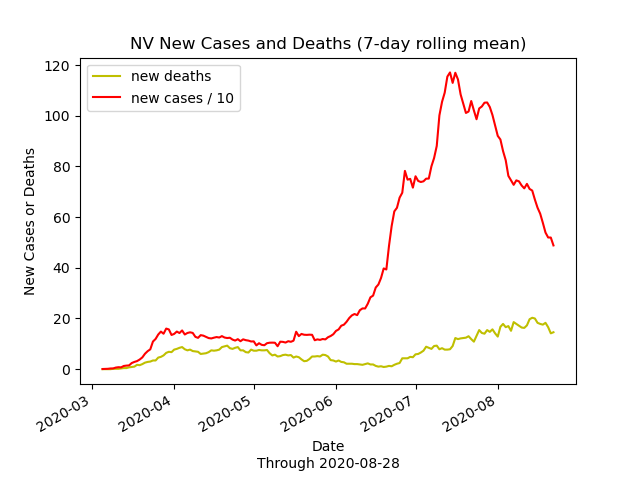 NV New Cases and Deaths (7-day rolling mean)
new deaths
new cases / 10
New Cases or Deaths
120
100
80
60
40
20
0
2020-03
2020-04
2020-05
2020-06
2020-07
2020-08
Date
Through 2020-08-28